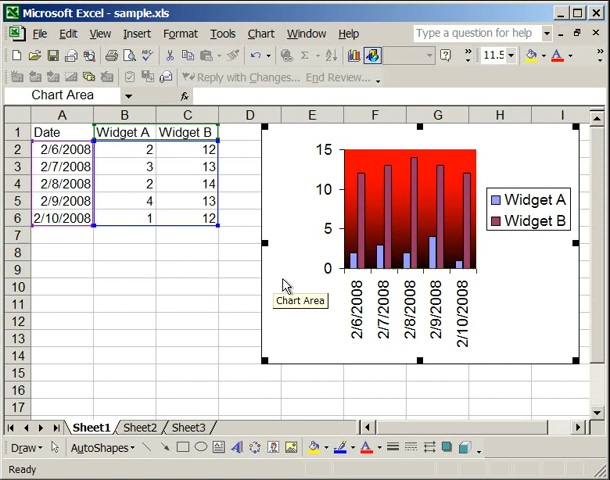 Microsoft Excel - sample.xls
File Edit View Insert Format Tools Chart Window Help Type a question for help
11.5
Reply with Changes... End Review...
Chart Area fx
A B C D E F G H I
1 Date Widget A Widget B
2 2/6/2008 2 12
3 2/7/2008 3 13
4 2/8/2008 2 14
5 2/9/2008 4 13
6 2/10/2008 1 12
7
8
9
10
11
12
13
14
15
16
17
15
10
5
0
2/6/2008
2/7/2008
2/8/2008
2/9/2008
2/10/2008
Widget A
Widget B
Chart Area
Sheet1 Sheet2 Sheet3
Draw AutoShapes
Ready